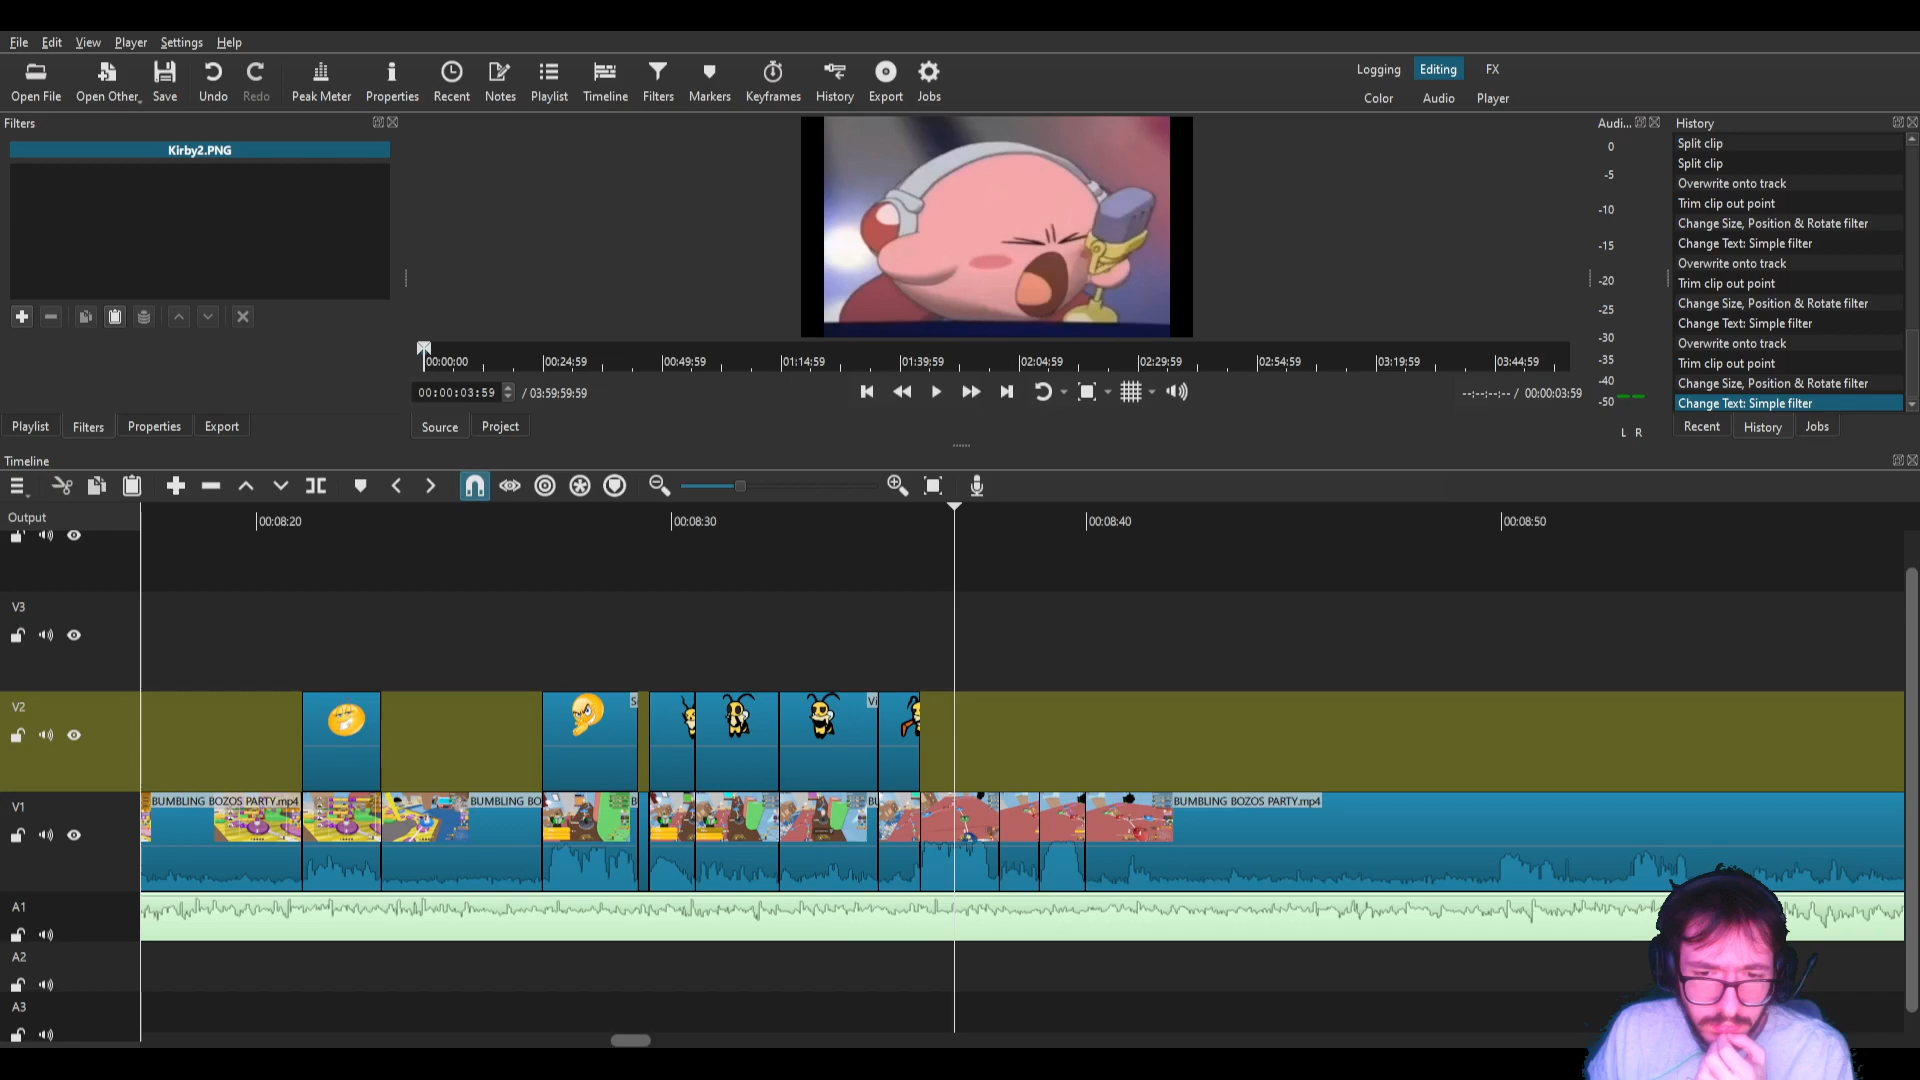 File Edit View Player Settings Help
Open File Open Other... Save Undo Redo Peak Meter Properties Recent Notes Playlist Timeline Filters Markers Keyframes History Export Jobs
Logging Editing FX
Color Audio Player
Filters
Kirby2.PNG
Audi...
0
-5
-10
-15
-20
-25
-30
-35
-40
-50
L R
History
Split clip
Split clip
Overwrite onto track
Trim clip out point
Change Size, Position & Rotate filter
Change Text: Simple filter
Overwrite onto track
Trim clip out point
Change Size, Position & Rotate filter
Change Text: Simple filter
Overwrite onto track
Trim clip out point
Change Size, Position & Rotate filter
Change Text: Simple filter
00:00:00 00:24:59 00:49:59 01:14:59 01:39:59 02:04:59 02:29:59 02:54:59 03:19:59 03:44:59
00:00:03:59 / 03:59:59:59
--:--:--:-- / 00:00:03:59
Playlist Filters Properties Export
Source Project
Recent History Jobs
Timeline
Output
00:08:20 00:08:30 00:08:40 00:08:50
V3
V2
S
Vi
V1
BUMBLING BOZOS PARTY.mp4
BUMBLING BO
B
BU
BUMBLING BOZOS PARTY.mp4
A1
A2
A3